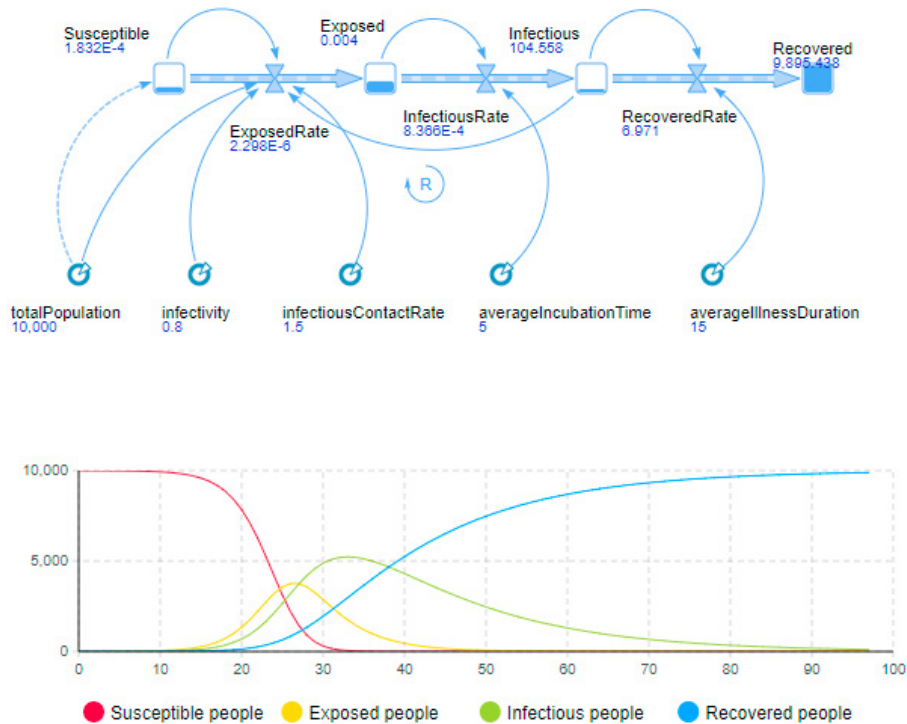 Susceptible
1.832E-4
Exposed
0.004
Infectious
104.558
Recovered
9,895.438
ExposedRate
2.298E-6
InfectiousRate
8.366E-4
RecoveredRate
6.971
R
totalPopulation
10,000
infectivity
0.8
infectiousContactRate
1.5
averageIncubationTime
5
averageIllnessDuration
15
10,000
5,000
0
0 10 20 30 40 50 60 70 80 90 100
Susceptible people Exposed people Infectious people Recovered people